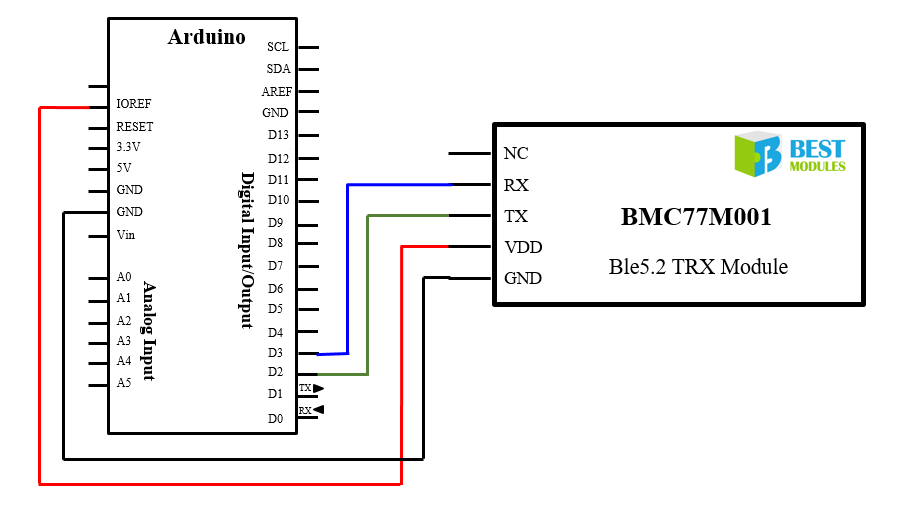 Arduino
SCL
SDA
AREF
GND
D13
D12
D11
D10
D9
D8
D7
D6
D5
D4
D3
D2
TX
D1
RX
D0
IOREF
RESET
3.3V
5V
GND
GND
Vin
A0
A1
A2
A3
A4
A5
Digital Input/Output
Analog Input
NC
RX
TX
VDD
GND
BEST
MODULES
BMC77M001
Ble5.2 TRX Module